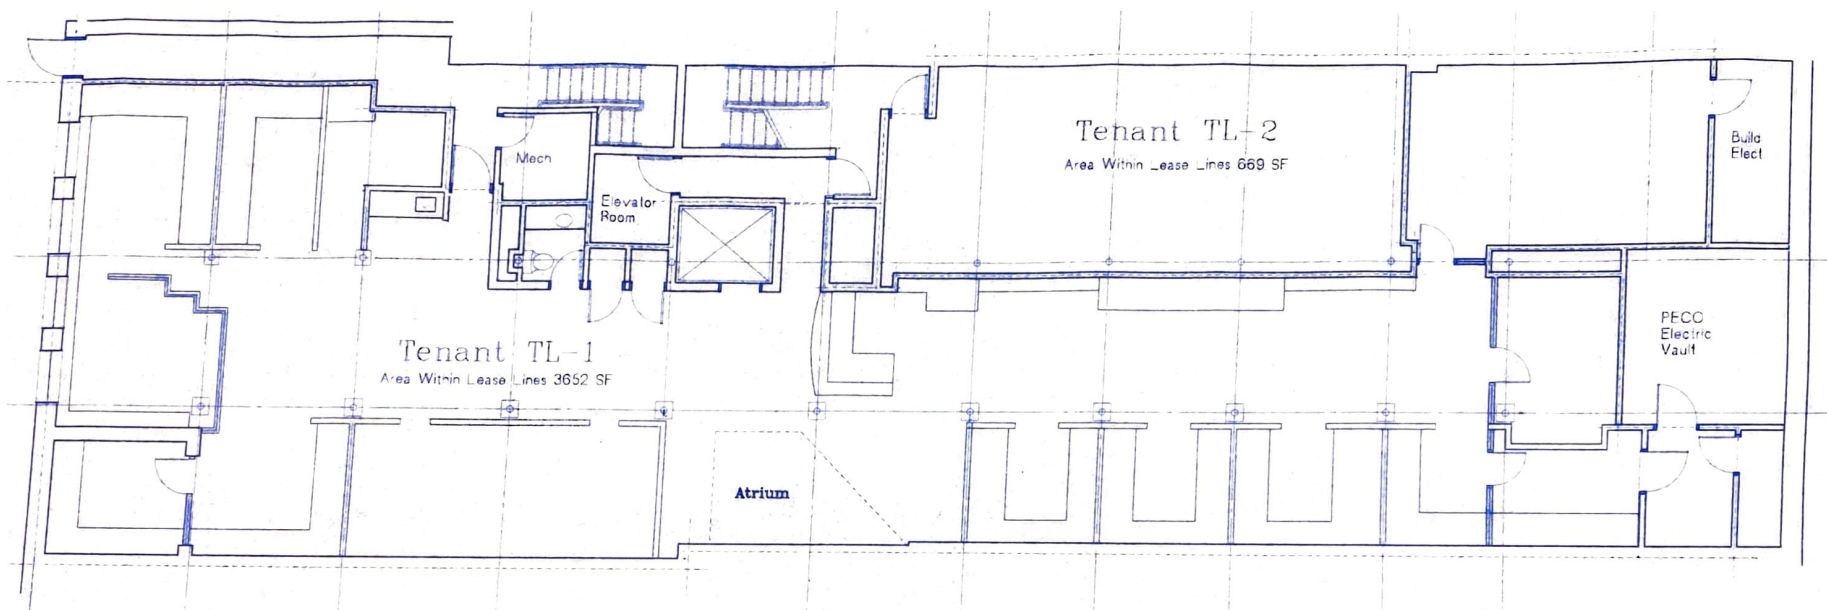 Mech
Elevator
Room
Tenant TL-2
Area Within Lease Lines 669 SF
Build
Elect
PECO
Electric
Vault
Tenant TL-1
Area Within Lease Lines 3652 SF
Atrium